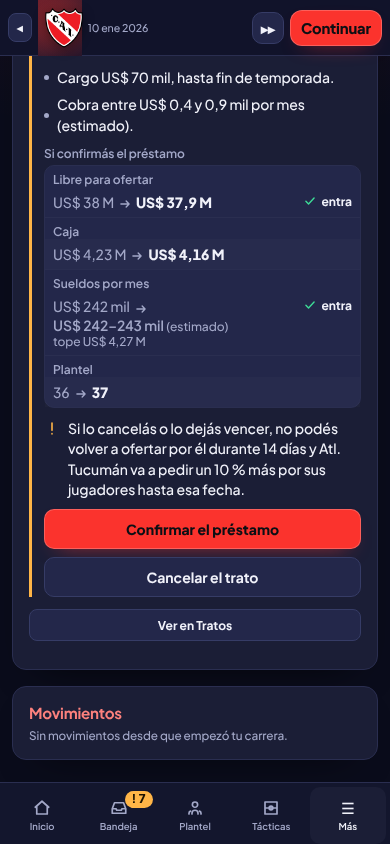 ◀ C.A.I. 10 ene 2026 ▶▶ Continuar
Cargo US$ 70 mil, hasta fin de temporada.
Cobra entre US$ 0,4 y 0,9 mil por mes
(estimado).
Si confirmás el préstamo
Libre para ofertar
US$ 38 M → US$ 37,9 M ✓ entra
Caja
US$ 4,23 M → US$ 4,16 M
Sueldos por mes
US$ 242 mil → ✓ entra
US$ 242–243 mil (estimado)
tope US$ 4,27 M
Plantel
36 → 37
! Si lo cancelás o lo dejás vencer, no podés
volver a ofertar por él durante 14 días y Atl.
Tucumán va a pedir un 10 % más por sus
jugadores hasta esa fecha.
Confirmar el préstamo
Cancelar el trato
Ver en Tratos
Movimientos
Sin movimientos desde que empezó tu carrera.
! 7
Inicio Bandeja Plantel Tácticas Más